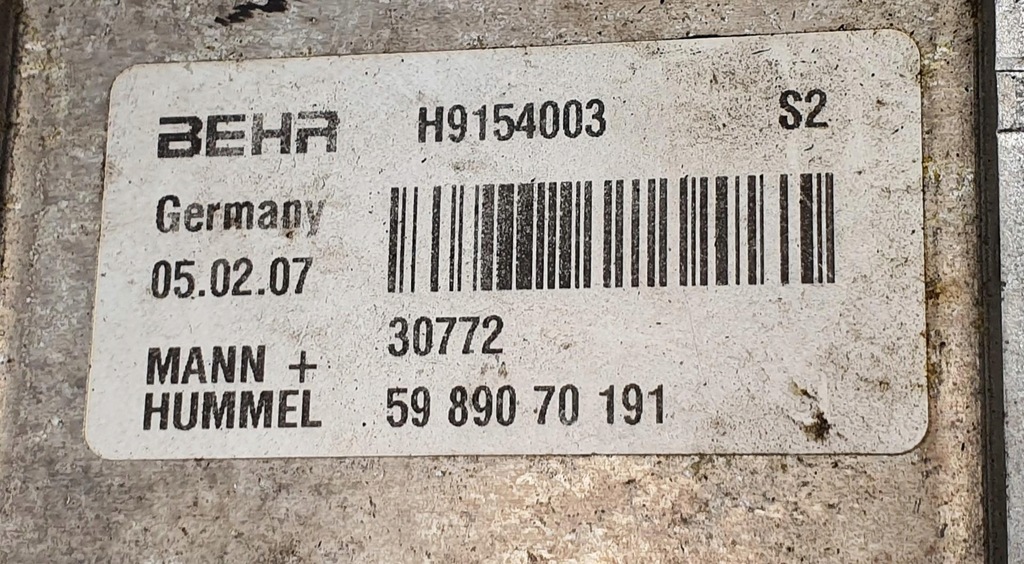 BEHR H9154003 S2
Germany
05.02.07
30772
MANN +
HUMMEL 59 890 70 191